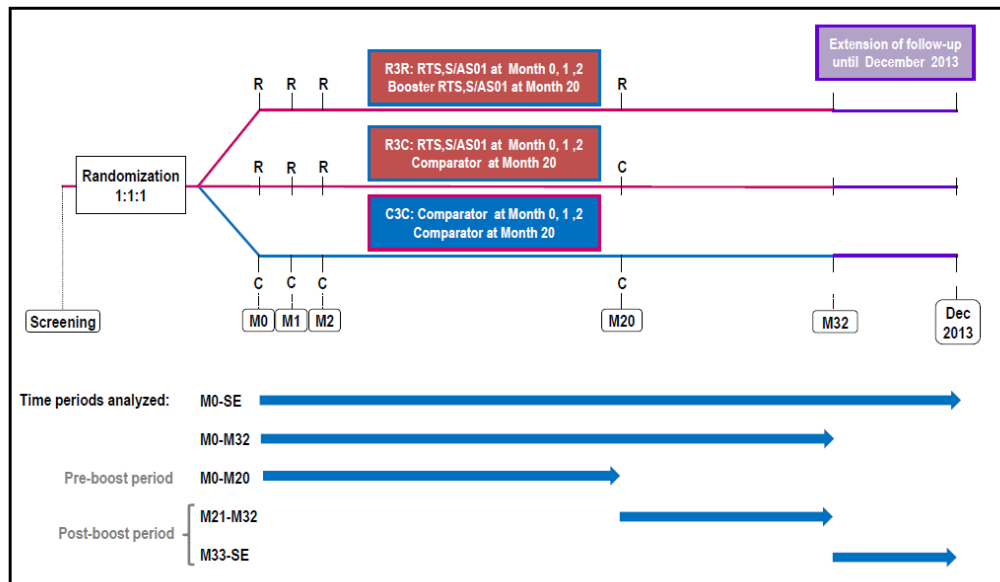 Extension of follow-up
until December 2013
R3R: RTS,S/AS01 at Month 0, 1 ,2
Booster RTS,S/AS01 at Month 20
R R R R
R3C: RTS,S/AS01 at Month 0, 1 ,2
Comparator at Month 20
Randomization
1:1:1
R R R C
C3C: Comparator at Month 0, 1 ,2
Comparator at Month 20
C C C C
Screening M0 M1 M2 M20 M32 Dec
2013
Time periods analyzed: M0-SE
M0-M32
Pre-boost period M0-M20
M21-M32
Post-boost period
M33-SE